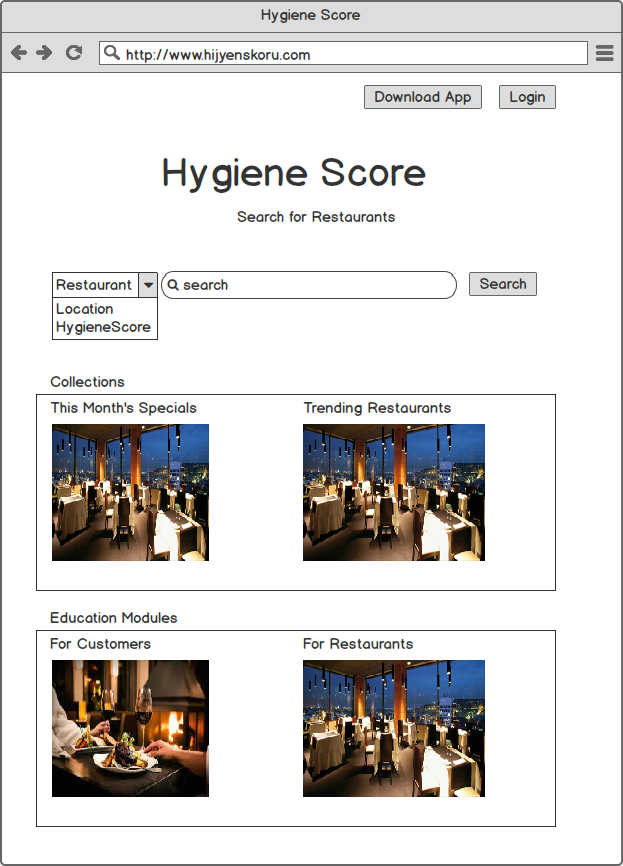 Hygiene Score
http://www.hijyenskoru.com
Download App Login
Hygiene Score
Search for Restaurants
Restaurant search Search
Location
HygieneScore
Collections
This Month's Specials Trending Restaurants
Education Modules
For Customers For Restaurants